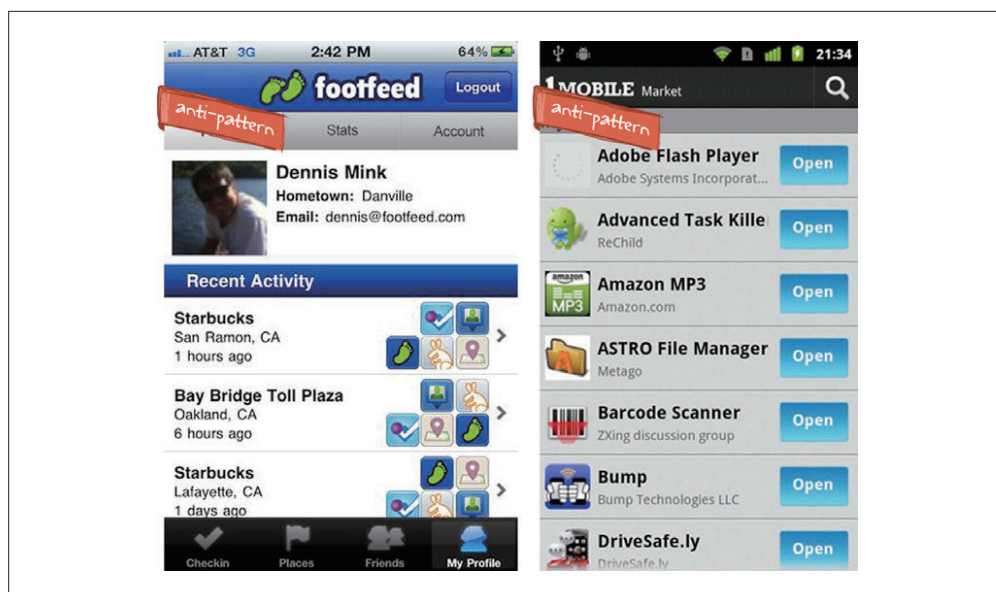 AT&T 3G 2:42 PM 64%
footfeed Logout
anti-pattern
Stats Account
Dennis Mink
Hometown: Danville
Email: dennis@footfeed.com
Recent Activity
Starbucks
San Ramon, CA
1 hours ago
Bay Bridge Toll Plaza
Oakland, CA
6 hours ago
Starbucks
Lafayette, CA
1 days ago
Checkin Places Friends My Profile
21:34
1MOBILE Market
anti-pattern
Adobe Flash Player
Adobe Systems Incorporat...
Open
Advanced Task Kille
ReChild
Open
amazon
MP3
Amazon MP3
Amazon.com
Open
ASTRO File Manager
Metago
Open
Barcode Scanner
ZXing discussion group
Open
Bump
Bump Technologies LLC
Open
DriveSafe.ly
DriveSafe.ly
Open